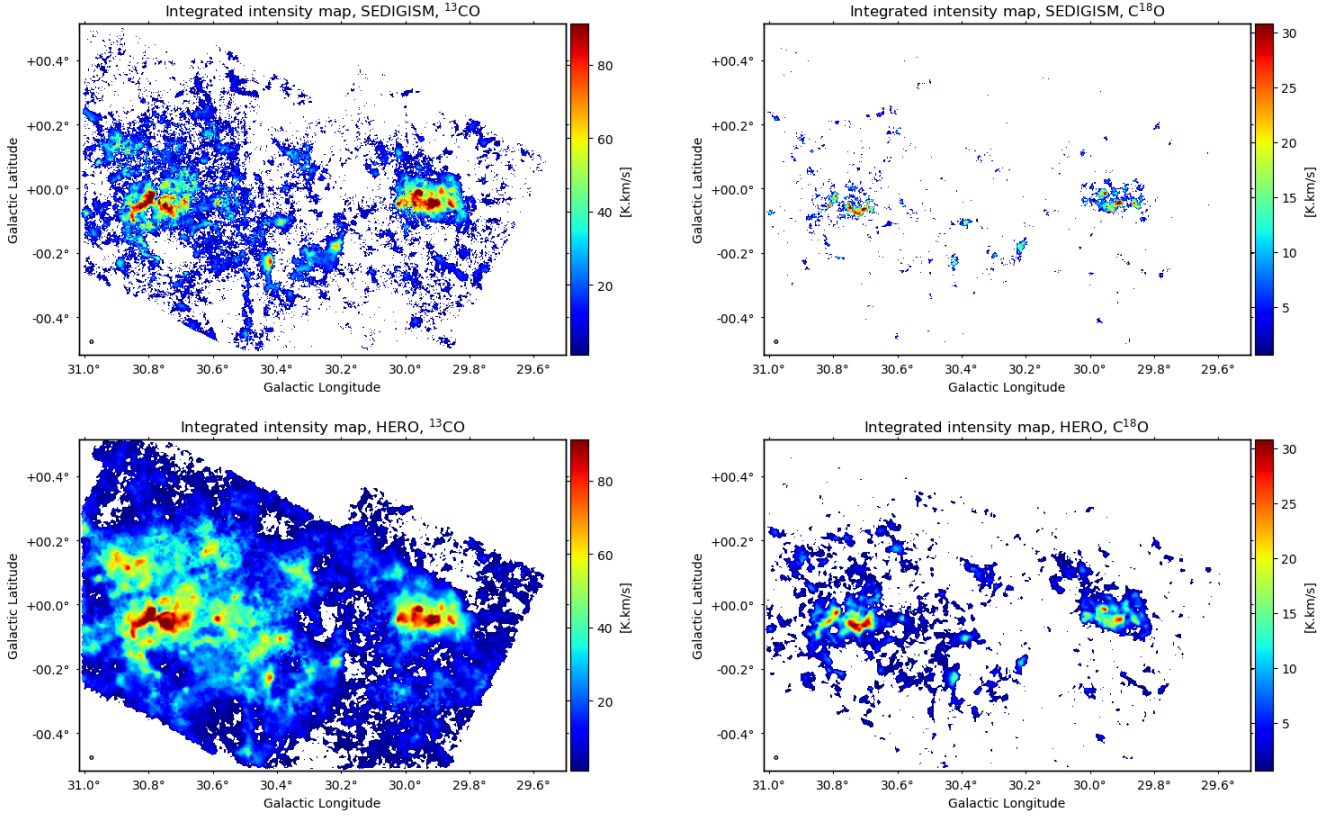 Integrated intensity map, SEDIGISM, ¹³CO
+00.4°
+00.2°
+00.0°
-00.2°
-00.4°
Galactic Latitude
31.0° 30.8° 30.6° 30.4° 30.2° 30.0° 29.8° 29.6°
Galactic Longitude
80
60
40
20
[K.km/s]
Integrated intensity map, SEDIGISM, C¹⁸O
+00.4°
+00.2°
+00.0°
-00.2°
-00.4°
Galactic Latitude
31.0° 30.8° 30.6° 30.4° 30.2° 30.0° 29.8° 29.6°
Galactic Longitude
30
25
20
15
10
5
[K.km/s]
Integrated intensity map, HERO, ¹³CO
+00.4°
+00.2°
+00.0°
-00.2°
-00.4°
Galactic Latitude
31.0° 30.8° 30.6° 30.4° 30.2° 30.0° 29.8° 29.6°
Galactic Longitude
80
60
40
20
[K.km/s]
Integrated intensity map, HERO, C¹⁸O
+00.4°
+00.2°
+00.0°
-00.2°
-00.4°
Galactic Latitude
31.0° 30.8° 30.6° 30.4° 30.2° 30.0° 29.8° 29.6°
Galactic Longitude
30
25
20
15
10
5
[K.km/s]